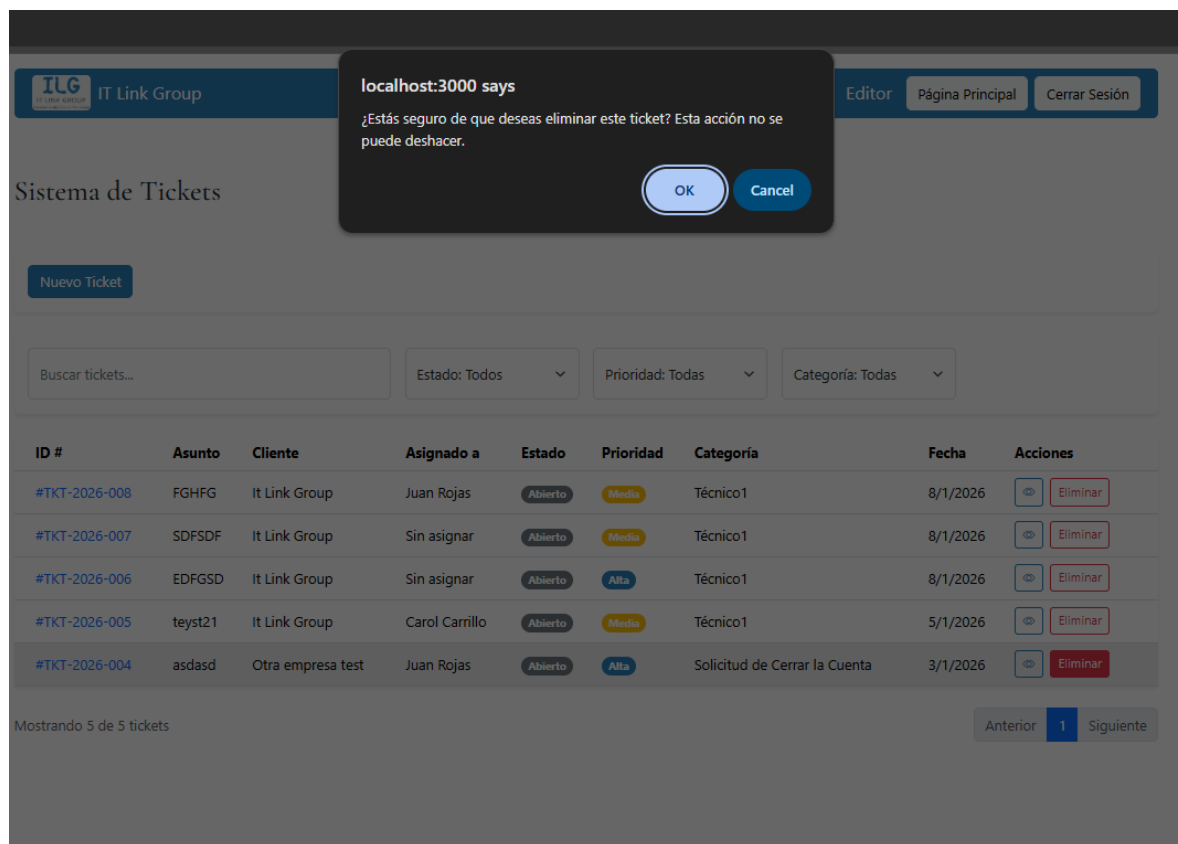 localhost:3000 says
¿Estás seguro de que deseas eliminar este ticket? Esta acción no se
puede deshacer.
OK Cancel
ILG
IT LINK GROUP
IT Link Group Editor Página Principal Cerrar Sesión
Sistema de Tickets
Nuevo Ticket
Buscar tickets... Estado: Todos Prioridad: Todas Categoría: Todas
ID # Asunto Cliente Asignado a Estado Prioridad Categoría Fecha Acciones
#TKT-2026-008 FGHFG It Link Group Juan Rojas Abierto Media Técnico1 8/1/2026 Eliminar
#TKT-2026-007 SDFSDF It Link Group Sin asignar Abierto Media Técnico1 8/1/2026 Eliminar
#TKT-2026-006 EDFGSD It Link Group Sin asignar Abierto Alta Técnico1 8/1/2026 Eliminar
#TKT-2026-005 teyst21 It Link Group Carol Carrillo Abierto Media Técnico1 5/1/2026 Eliminar
#TKT-2026-004 asdasd Otra empresa test Juan Rojas Abierto Alta Solicitud de Cerrar la Cuenta 3/1/2026 Eliminar
Mostrando 5 de 5 tickets Anterior 1 Siguiente